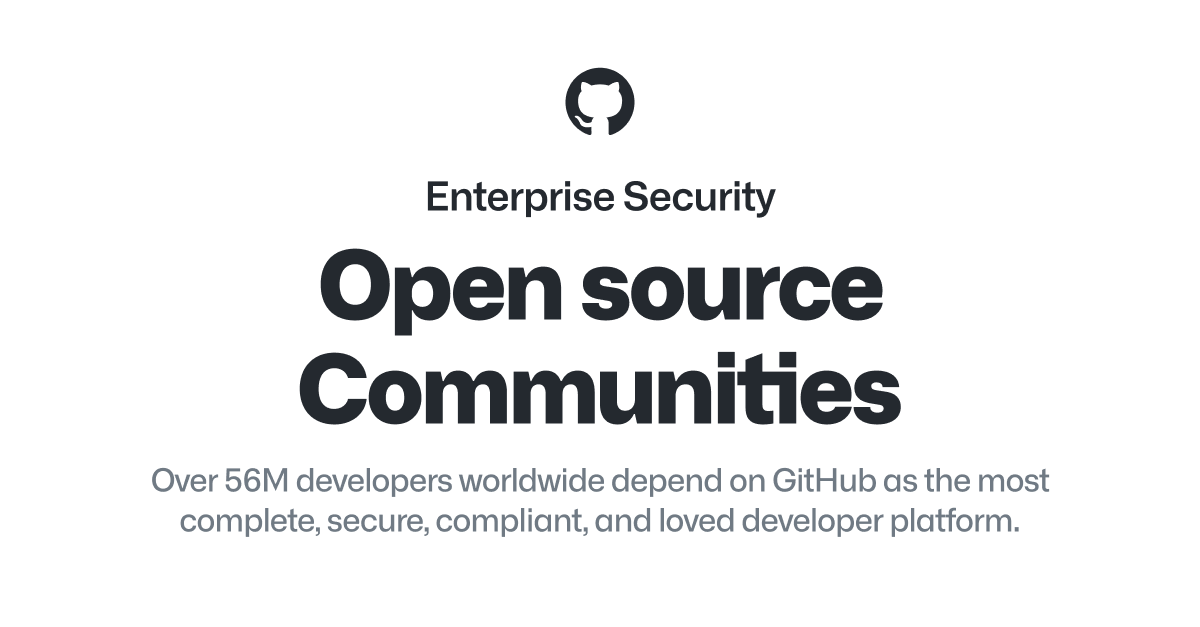 Enterprise Security
Open source
Communities
Over 56M developers worldwide depend on GitHub as the most
complete, secure, compliant, and loved developer platform.